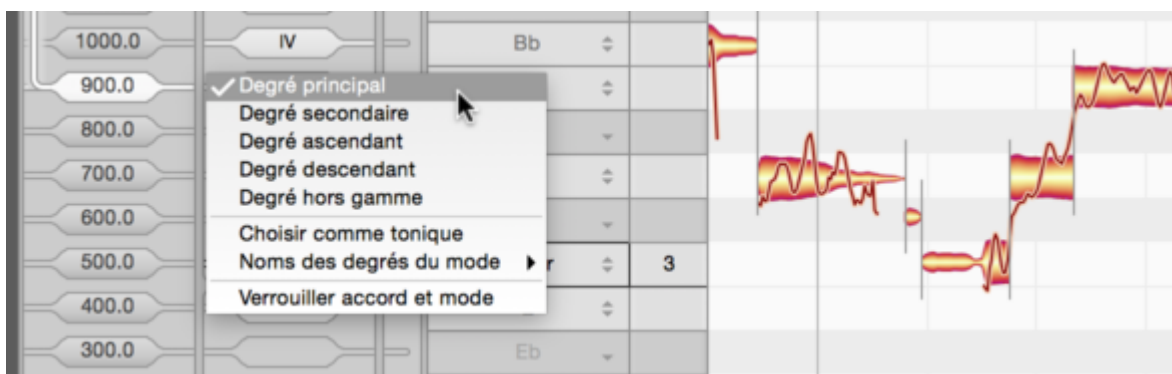 1000.0 IV Bb
900.0 Degré principal
Degré secondaire
800.0 Degré ascendant
700.0 Degré descendant
Degré hors gamme
600.0 Choisir comme tonique
500.0 Noms des degrés du mode r 3
Verrouiller accord et mode
400.0
300.0 Eb